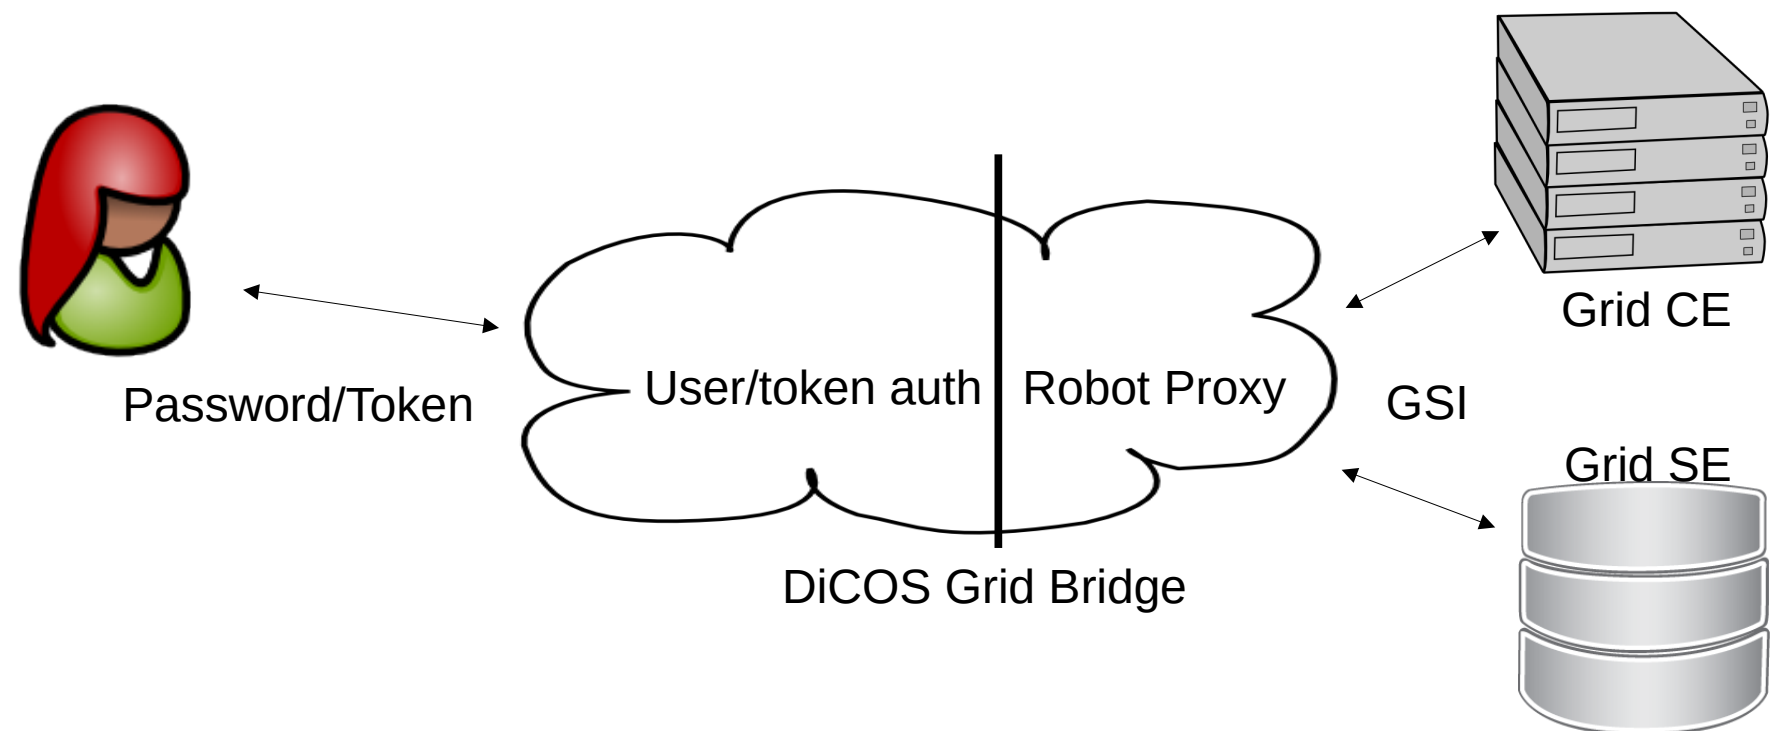 Grid CE
User/token auth
Robot Proxy
Password/Token
GSI
Grid SE
DiCOS Grid Bridge